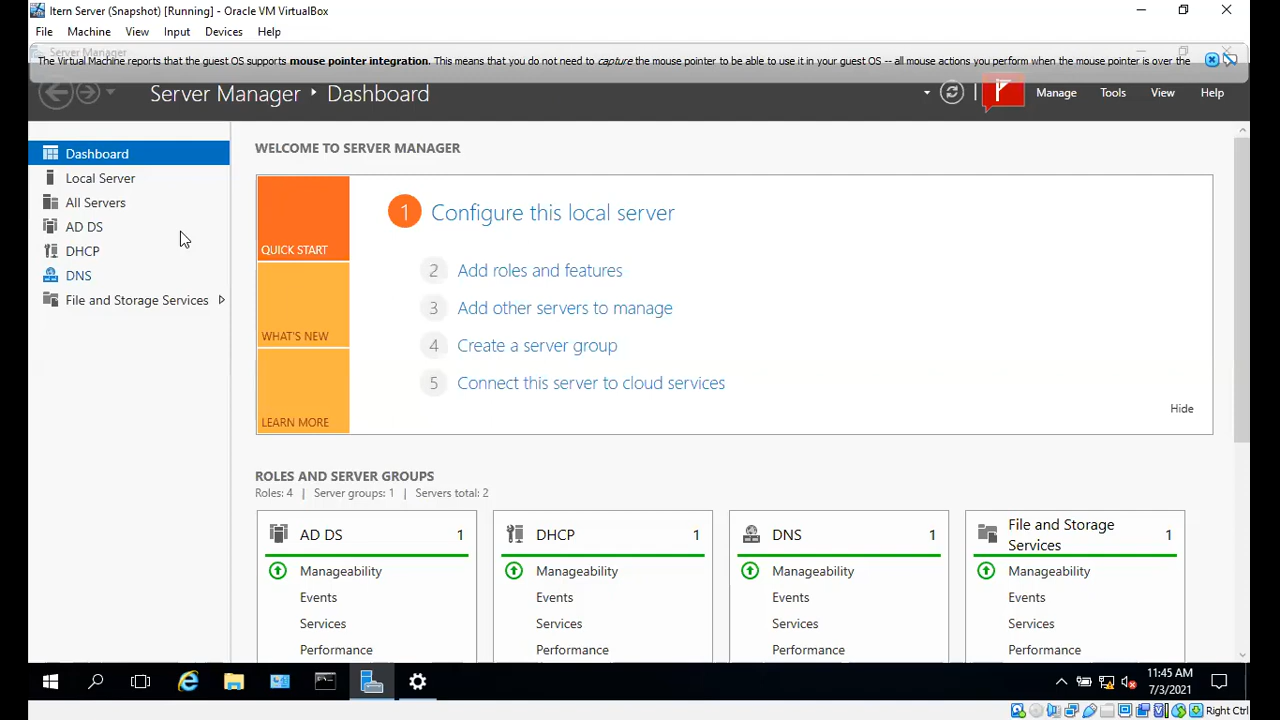 Itern Server (Snapshot) [Running] - Oracle VM VirtualBox
File Machine View Input Devices Help
Server Manager
The Virtual Machine reports that the guest OS supports mouse pointer integration. This means that you do not need to capture the mouse pointer to be able to use it in your guest OS -- all mouse actions you perform when the mouse pointer is over the
Server Manager ‣ Dashboard
Manage Tools View Help
Dashboard
Local Server
All Servers
AD DS
DHCP
DNS
File and Storage Services
WELCOME TO SERVER MANAGER
QUICK START
WHAT'S NEW
LEARN MORE
1 Configure this local server
2 Add roles and features
3 Add other servers to manage
4 Create a server group
5 Connect this server to cloud services
Hide
ROLES AND SERVER GROUPS
Roles: 4 | Server groups: 1 | Servers total: 2
AD DS 1
Manageability
Events
Services
Performance
DHCP 1
Manageability
Events
Services
Performance
DNS 1
Manageability
Events
Services
Performance
File and Storage
Services 1
Manageability
Events
Services
Performance
11:45 AM
7/3/2021
Right Ctrl